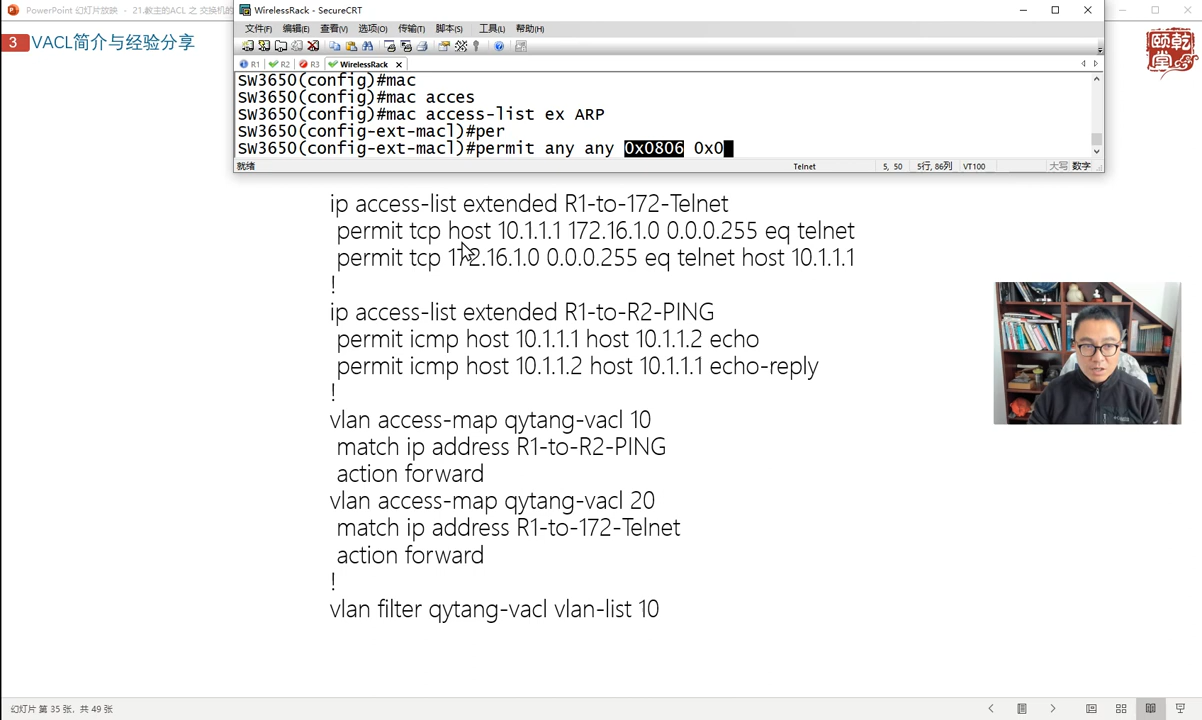 PowerPoint 幻灯片放映 - 21.教主的ACL 之 交换机的
WirelessRack - SecureCRT
3 VACL简介与经验分享
文件(F) 编辑(E) 查看(V) 选项(O) 传输(T) 脚本(S) 工具(L) 帮助(H)
R1 R2 R3 WirelessRack
SW3650(config)#mac
SW3650(config)#mac acces
SW3650(config)#mac access-list ex ARP
SW3650(config-ext-macl)#per
SW3650(config-ext-macl)#permit any any 0x0806 0x0
就绪 Telnet 5, 50 5行, 86列 VT100 大写 数字
颐乾堂
ip access-list extended R1-to-172-Telnet
permit tcp host 10.1.1.1 172.16.1.0 0.0.0.255 eq telnet
permit tcp 172.16.1.0 0.0.0.255 eq telnet host 10.1.1.1
!
ip access-list extended R1-to-R2-PING
permit icmp host 10.1.1.1 host 10.1.1.2 echo
permit icmp host 10.1.1.2 host 10.1.1.1 echo-reply
!
vlan access-map qytang-vacl 10
match ip address R1-to-R2-PING
action forward
vlan access-map qytang-vacl 20
match ip address R1-to-172-Telnet
action forward
!
vlan filter qytang-vacl vlan-list 10
幻灯片 第 35 张，共 49 张